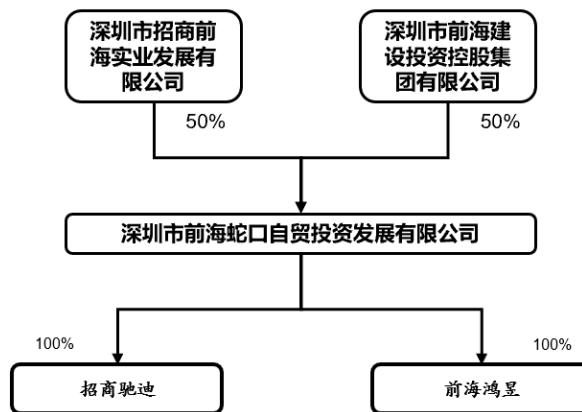 深圳市招商前
海实业发展有
限公司
深圳市前海建
设投资控股集
团有限公司
50%
50%
深圳市前海蛇口自贸投资发展有限公司
100%
100%
招商驰迪
前海鸿昱